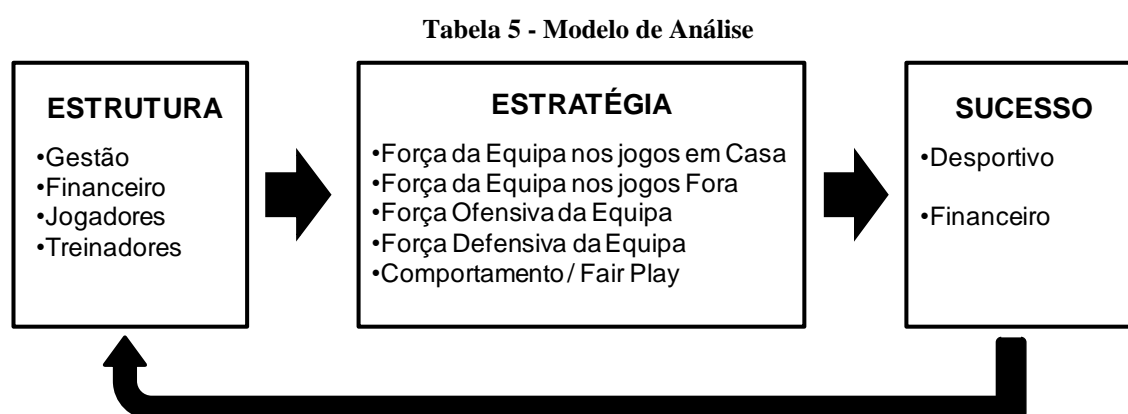 Tabela 5 - Modelo de Análise
ESTRUTURA
•Gestão
•Financeiro
•Jogadores
•Treinadores
ESTRATÉGIA
•Força da Equipa nos jogos em Casa
•Força da Equipa nos jogos Fora
•Força Ofensiva da Equipa
•Força Defensiva da Equipa
•Comportamento / Fair Play
SUCESSO
•Desportivo
•Financeiro